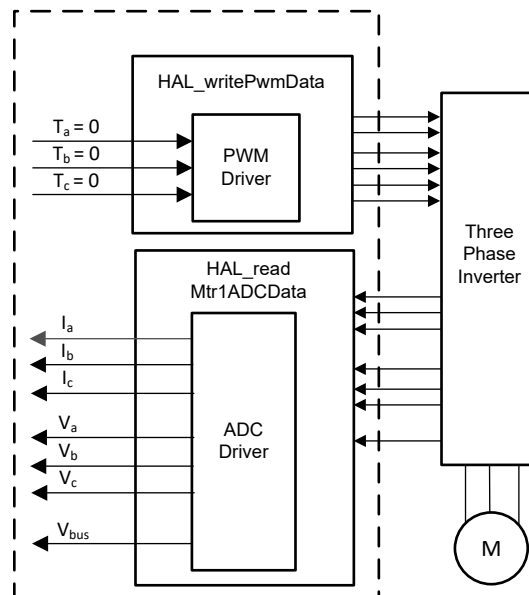 HAL_writePwmData
T_a = 0
T_b = 0
T_c = 0
PWM
Driver
Three
Phase
Inverter
HAL_read
Mtr1ADCData
I_a
I_b
I_c
V_a
V_b
V_c
V_bus
ADC
Driver
M